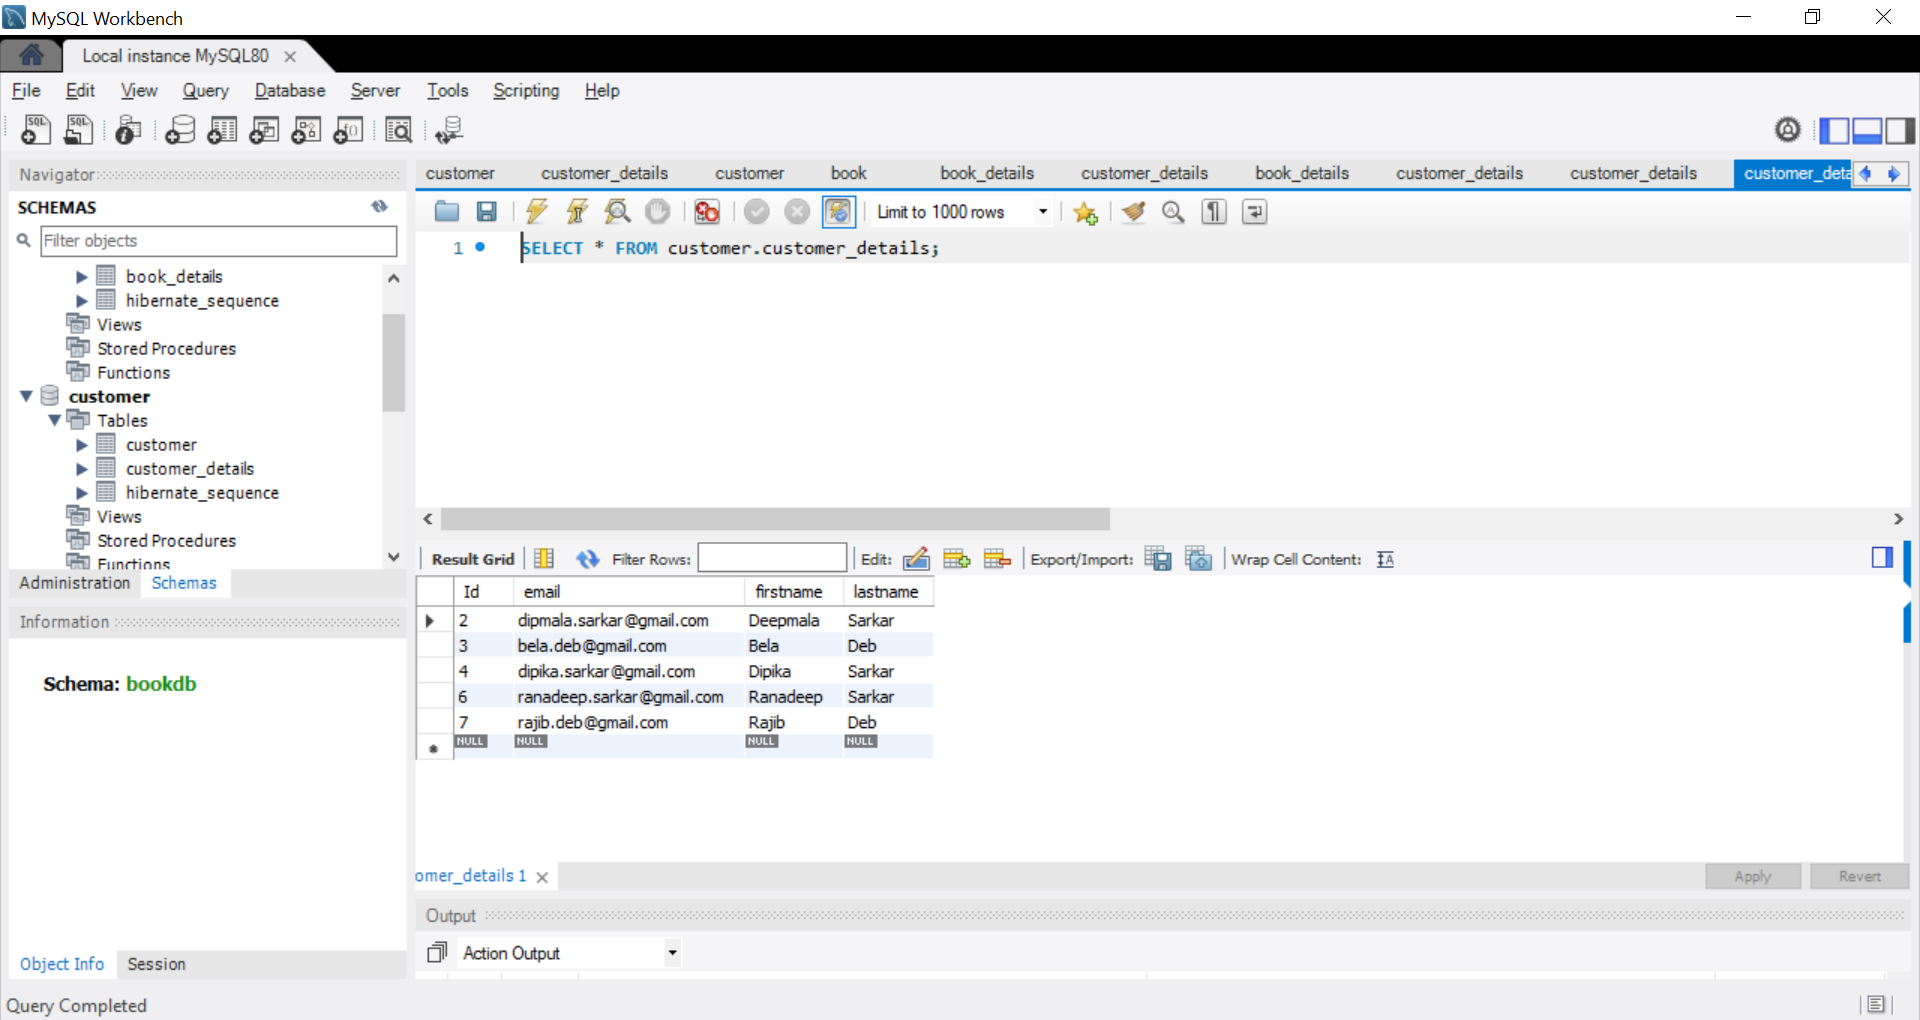 MySQL Workbench
Local instance MySQL80
File Edit View Query Database Server Tools Scripting Help
SQL SQL
Navigator
SCHEMAS
Filter objects
book_details
hibernate_sequence
Views
Stored Procedures
Functions
customer
Tables
customer
customer_details
hibernate_sequence
Views
Stored Procedures
Functions
Administration Schemas
Information
Schema: bookdb
Object Info Session
customer customer_details customer book book_details customer_details book_details customer_details customer_details customer_deta
Limit to 1000 rows
1 SELECT * FROM customer.customer_details;
Result Grid Filter Rows: Edit: Export/Import: Wrap Cell Content: IA
Id email firstname lastname
2 dipmala.sarkar@gmail.com Deepmala Sarkar
3 bela.deb@gmail.com Bela Deb
4 dipika.sarkar@gmail.com Dipika Sarkar
6 ranadeep.sarkar@gmail.com Ranadeep Sarkar
7 rajib.deb@gmail.com Rajib Deb
NULL NULL NULL NULL
omer_details 1
Apply Revert
Output
Action Output
Query Completed